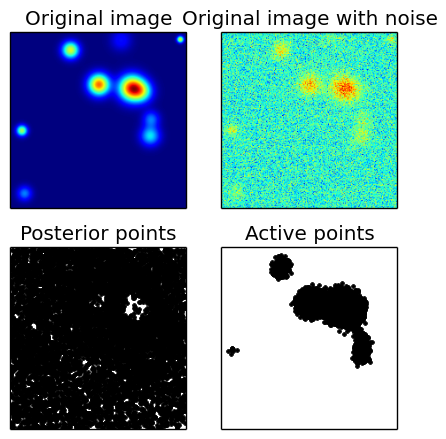 Original image
Original image with noise
Posterior points
Active points